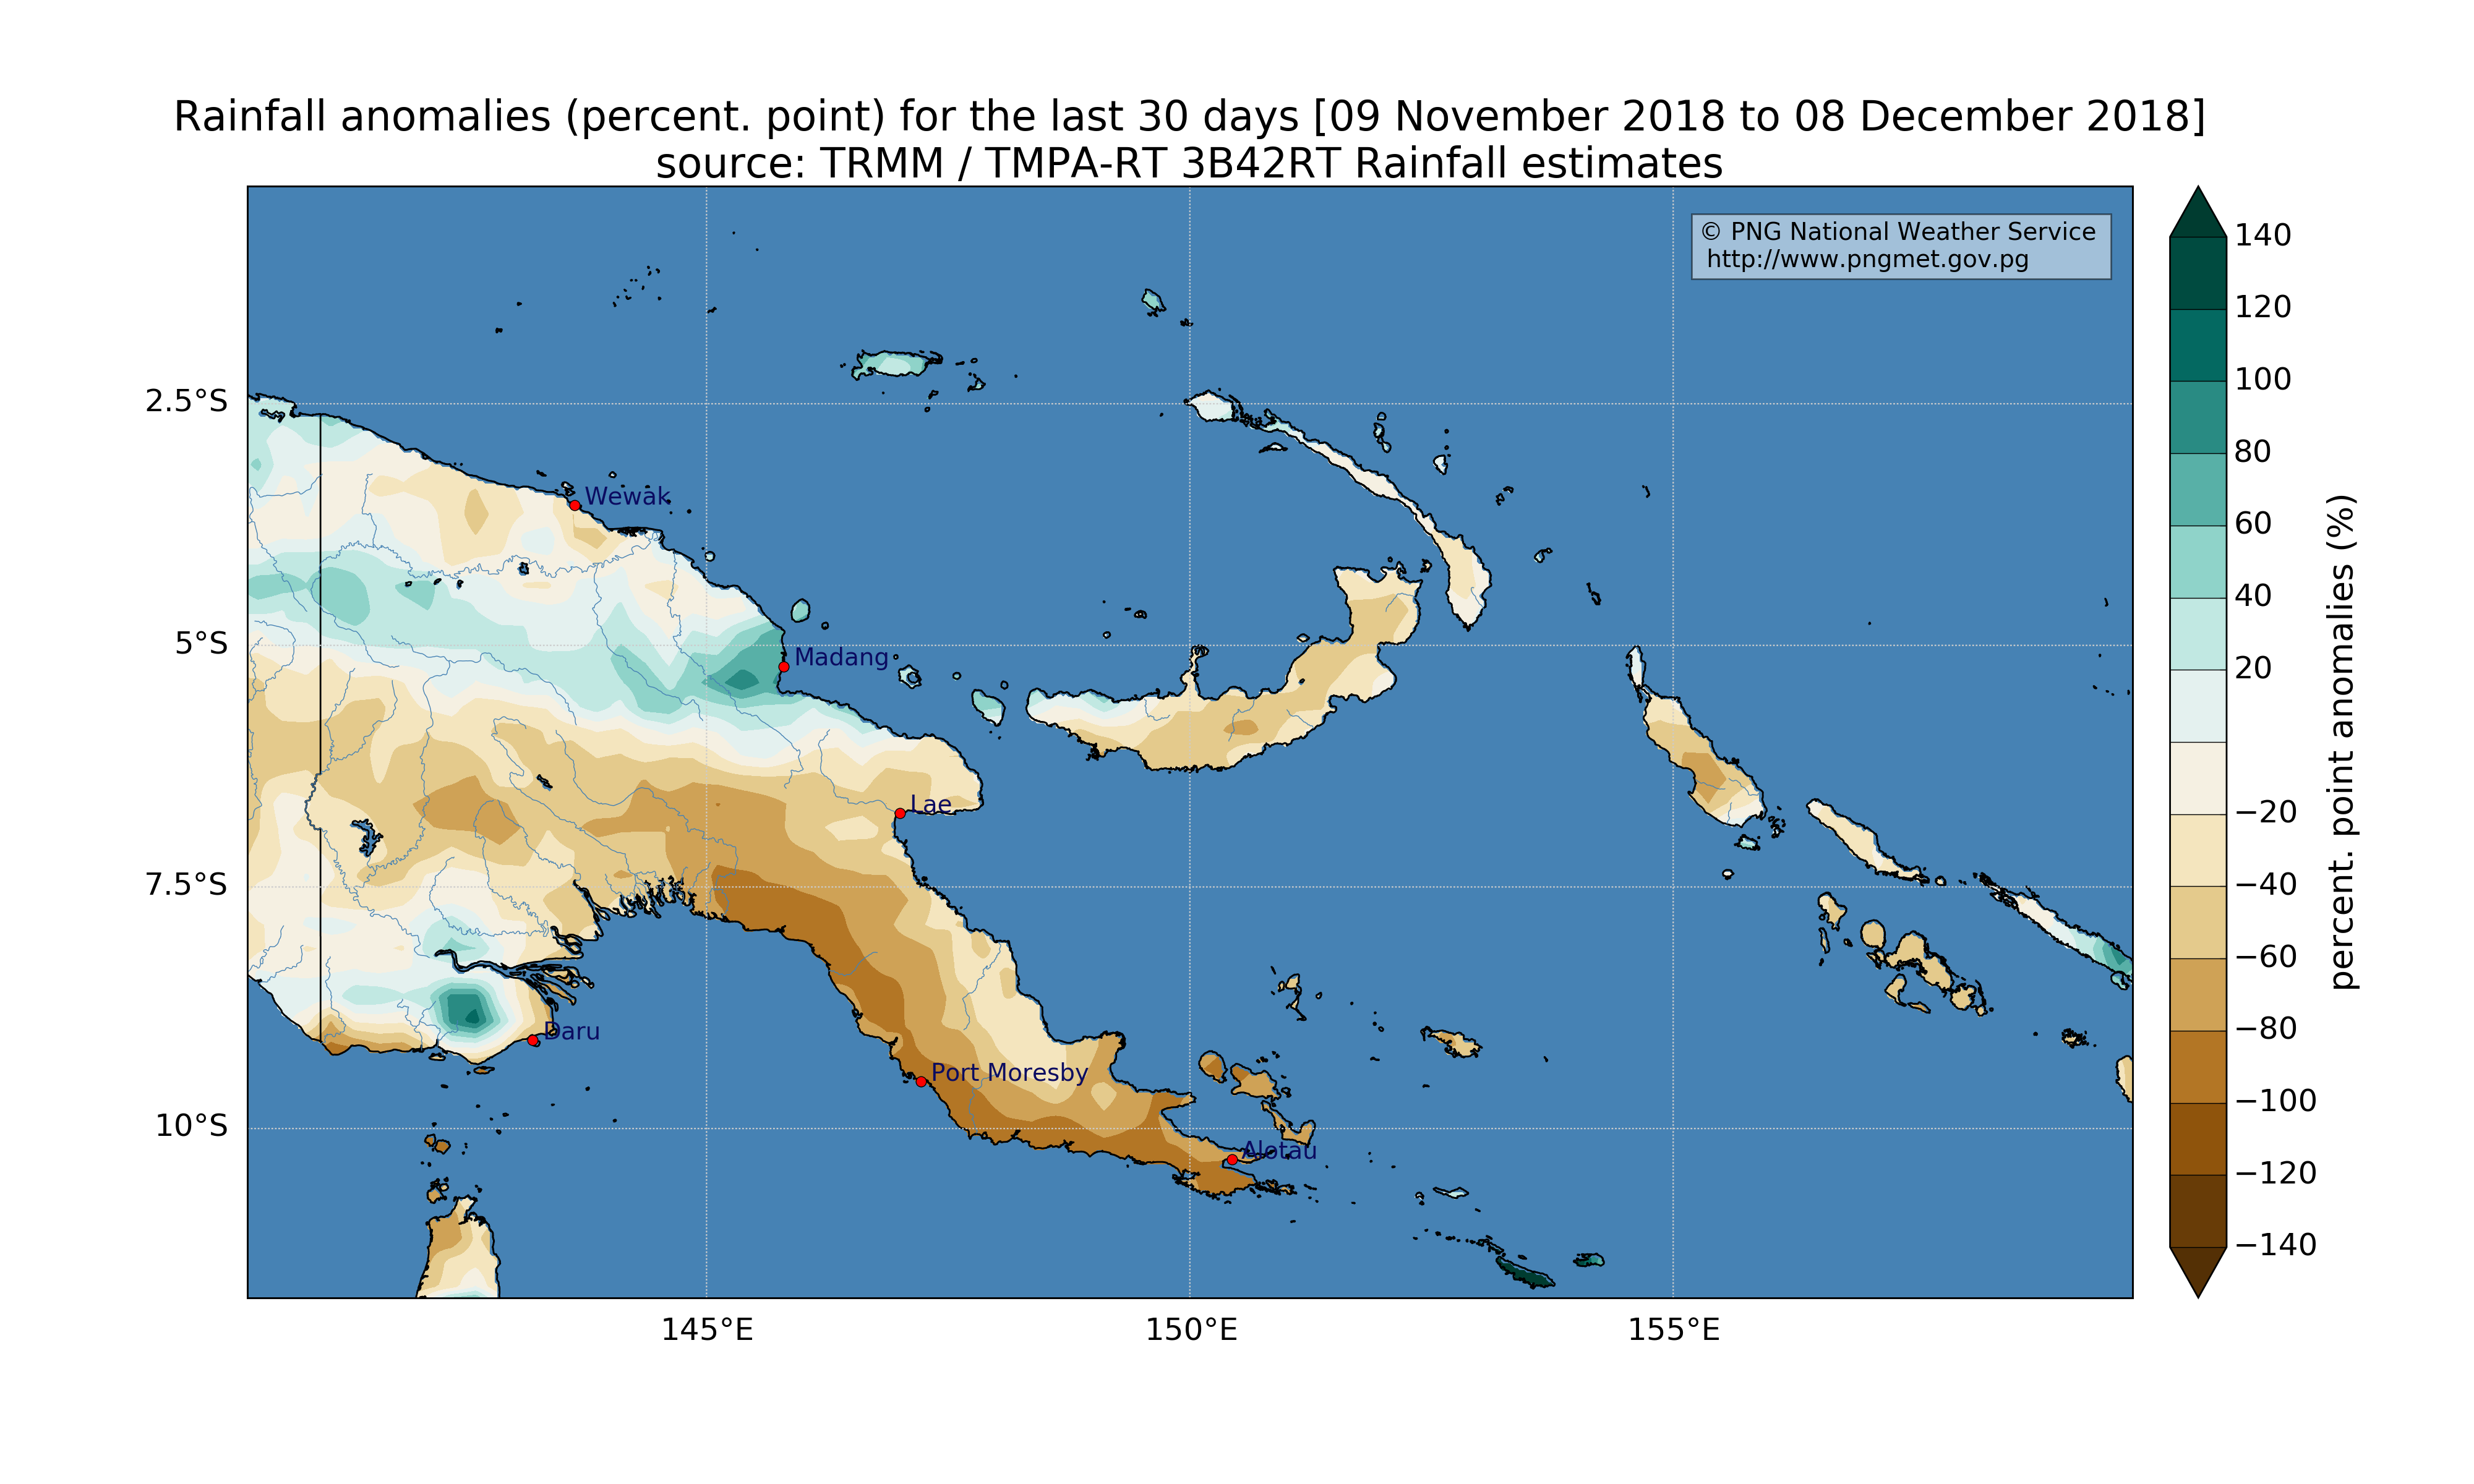 Rainfall anomalies (percent. point) for the last 30 days [09 November 2018 to 08 December 2018]
source: TRMM / TMPA-RT 3B42RT Rainfall estimates
© PNG National Weather Service
http://www.pngmet.gov.pg
2.5°S
5°S
7.5°S
10°S
145°E
150°E
155°E
Wewak
Madang
Lae
Daru
Port Moresby
Alotau
140
120
100
80
60
40
20
−20
−40
−60
−80
−100
−120
−140
percent. point anomalies (%)